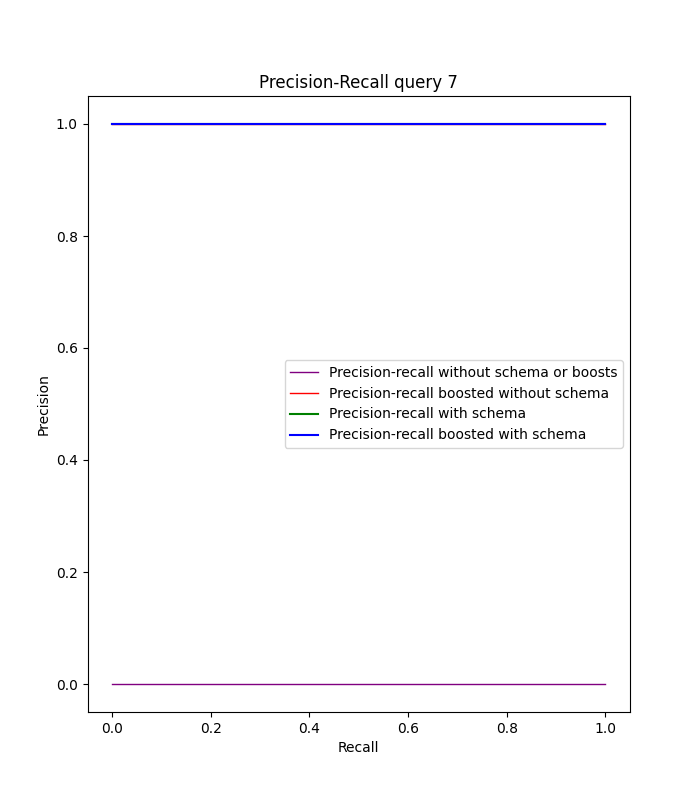 Precision-Recall query 7
1.0
0.8
0.6
0.4
0.2
0.0
Precision
Precision-recall without schema or boosts
Precision-recall boosted without schema
Precision-recall with schema
Precision-recall boosted with schema
0.0 0.2 0.4 0.6 0.8 1.0
Recall